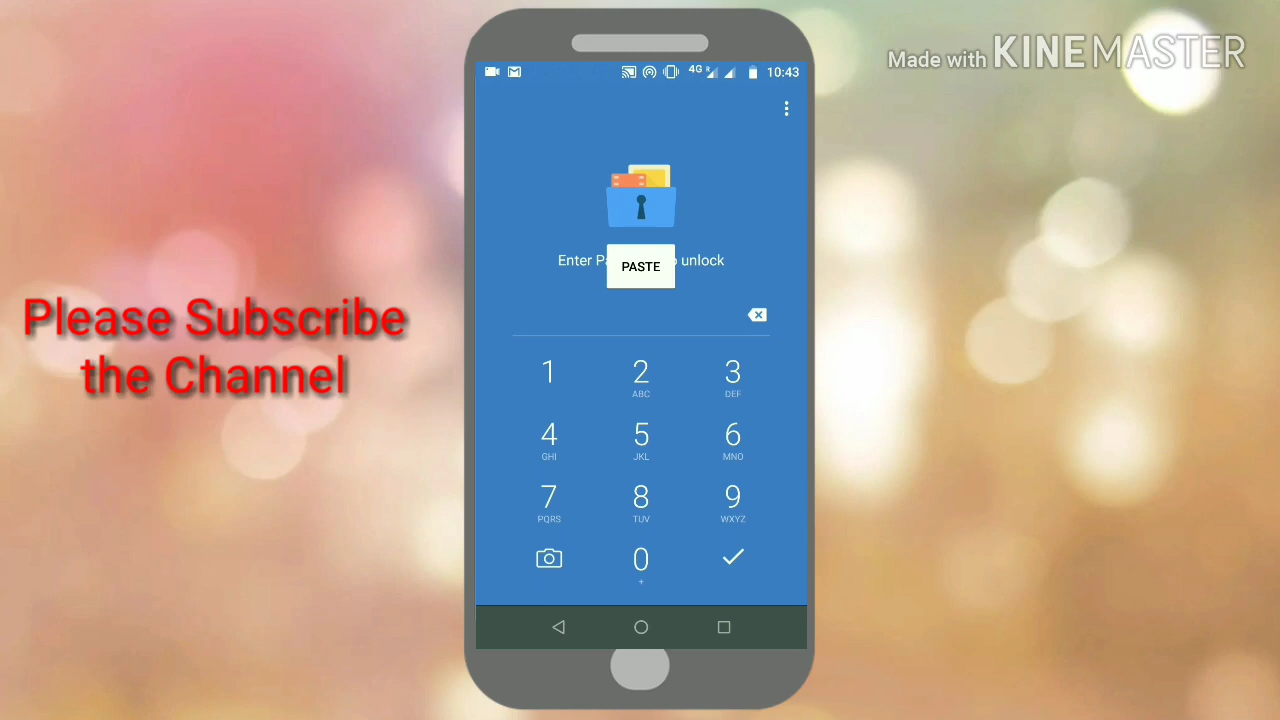 Made with KINEMASTER
4G R 10:43
Enter Pa
unlock
PASTE
1
2 ABC
3 DEF
4 GHI
5 JKL
6 MNO
7 PQRS
8 TUV
9 WXYZ
0 +
Please Subscribe
the Channel